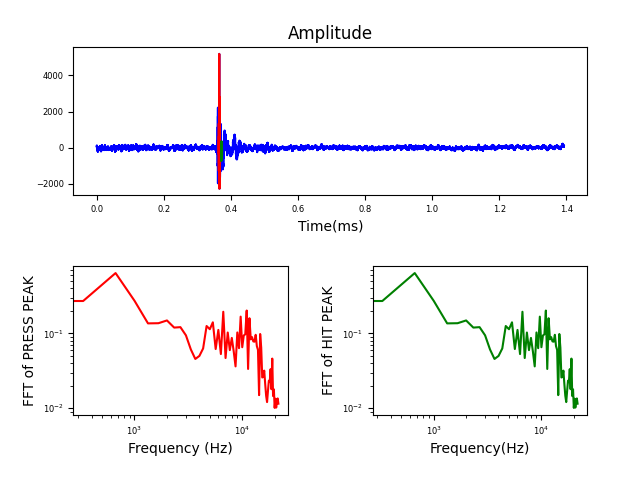 Amplitude
4000
2000
0
−2000
0.0 0.2 0.4 0.6 0.8 1.0 1.2 1.4
Time(ms)
FFT of PRESS PEAK
10⁻¹
10⁻²
10³ 10⁴
Frequency (Hz)
FFT of HIT PEAK
10⁻¹
10⁻²
10³ 10⁴
Frequency(Hz)